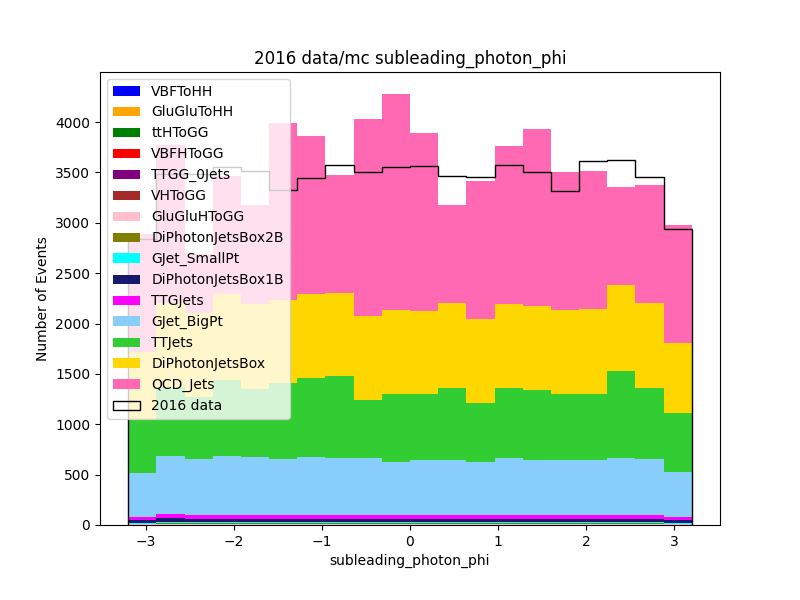 2016 data/mc subleading_photon_phi
Number of Events
4000
3500
3000
2500
2000
1500
1000
500
0
VBFToHH
GluGluToHH
ttHToGG
VBFHToGG
TTGG_0Jets
VHToGG
GluGluHToGG
DiPhotonJetsBox2B
GJet_SmallPt
DiPhotonJetsBox1B
TTGJets
GJet_BigPt
TTJets
DiPhotonJetsBox
QCD_Jets
2016 data
−3 −2 −1 0 1 2 3
subleading_photon_phi